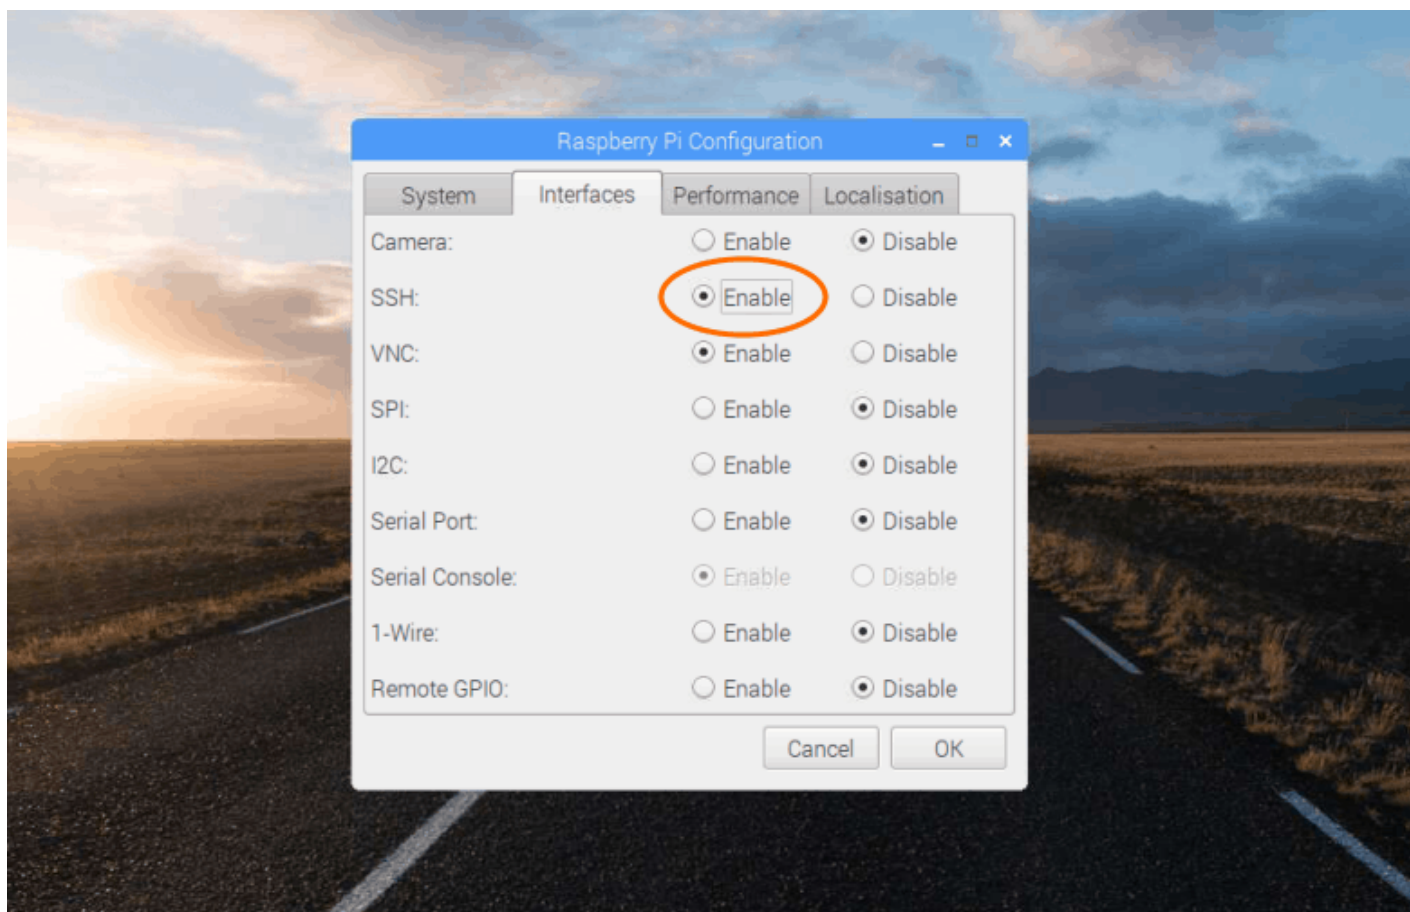 Raspberry Pi Configuration
System Interfaces Performance Localisation
Camera: Enable Disable
SSH: Enable Disable
VNC: Enable Disable
SPI: Enable Disable
I2C: Enable Disable
Serial Port: Enable Disable
Serial Console: Enable Disable
1-Wire: Enable Disable
Remote GPIO: Enable Disable
Cancel OK